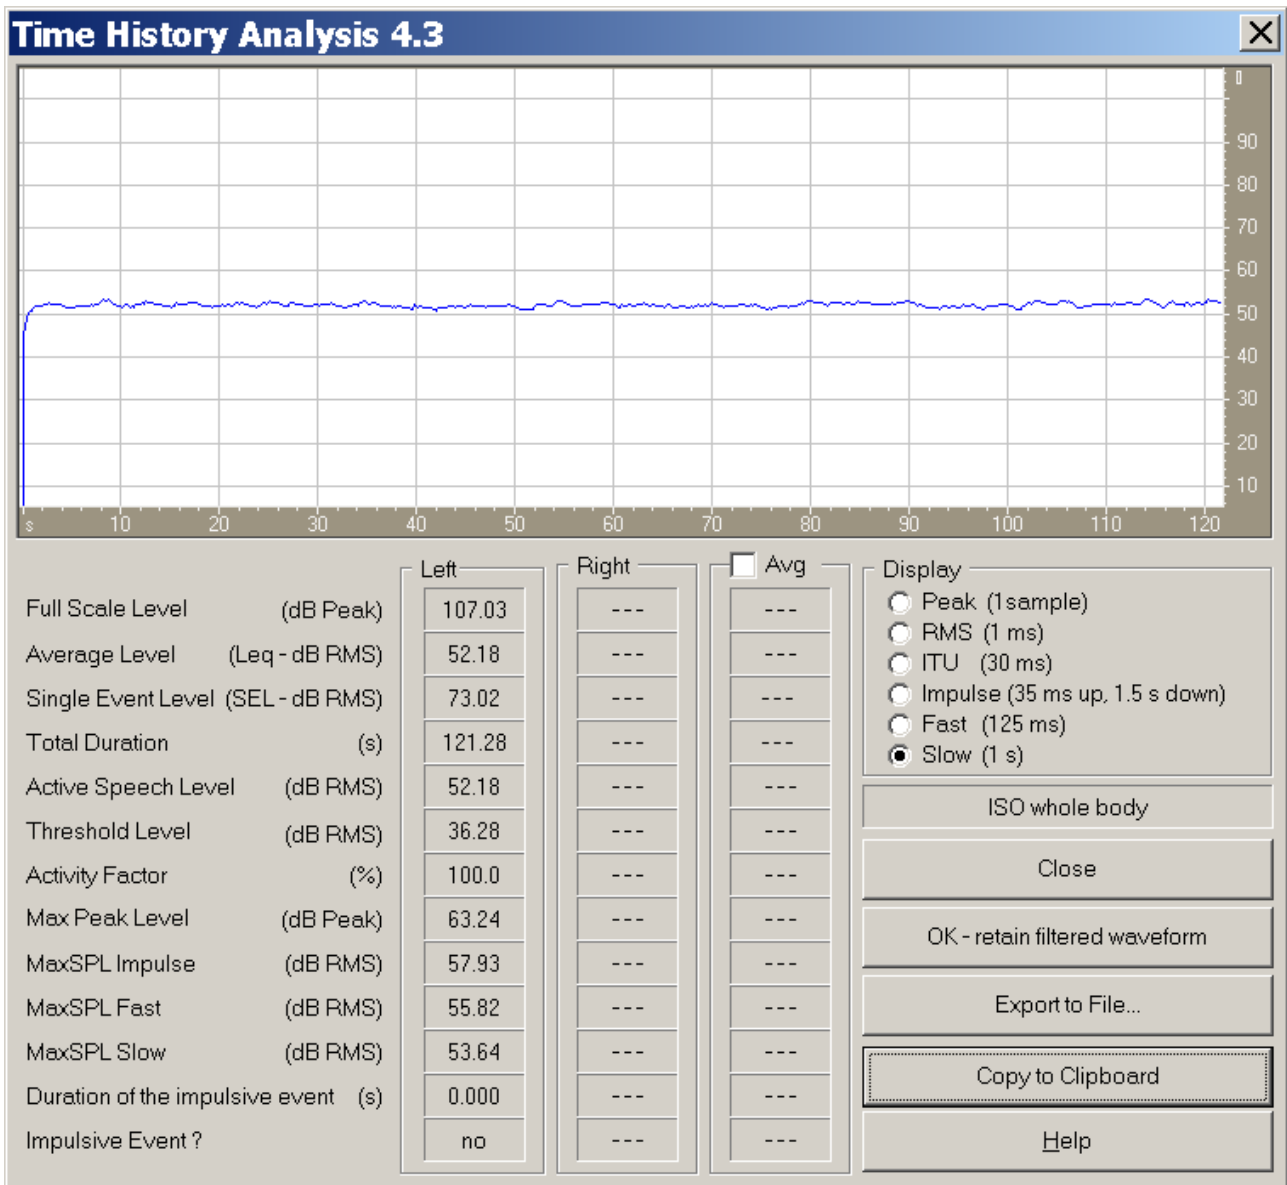 Time History Analysis 4.3
90
80
70
60
50
40
30
20
10
s 10 20 30 40 50 60 70 80 90 100 110 120
Left Right Avg
Full Scale Level (dB Peak) 107.03 --- ---
Average Level (Leq - dB RMS) 52.18 --- ---
Single Event Level (SEL - dB RMS) 73.02 --- ---
Total Duration (s) 121.28 --- ---
Active Speech Level (dB RMS) 52.18 --- ---
Threshold Level (dB RMS) 36.28 --- ---
Activity Factor (%) 100.0 --- ---
Max Peak Level (dB Peak) 63.24 --- ---
MaxSPL Impulse (dB RMS) 57.93 --- ---
MaxSPL Fast (dB RMS) 55.82 --- ---
MaxSPL Slow (dB RMS) 53.64 --- ---
Duration of the impulsive event (s) 0.000 --- ---
Impulsive Event ? no --- ---
Display
Peak (1sample)
RMS (1 ms)
ITU (30 ms)
Impulse (35 ms up, 1.5 s down)
Fast (125 ms)
Slow (1 s)
ISO whole body
Close
OK - retain filtered waveform
Export to File...
Copy to Clipboard
Help